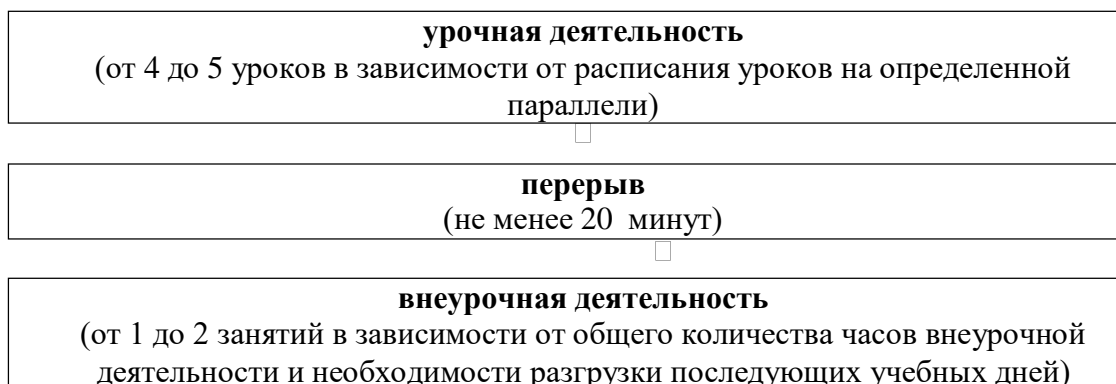 урочная деятельность
(от 4 до 5 уроков в зависимости от расписания уроков на определенной
параллели)
перерыв
(не менее 20  минут)
внеурочная деятельность
(от 1 до 2 занятий в зависимости от общего количества часов внеурочной
деятельности и необходимости разгрузки последующих учебных дней)